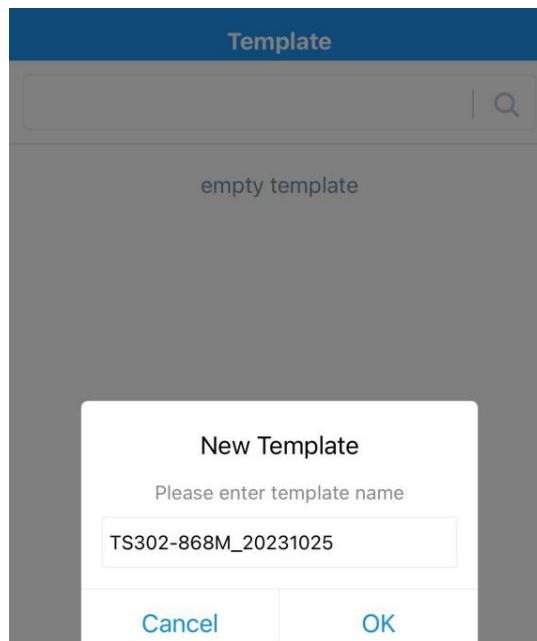 Template
empty template
New Template
Please enter template name
TS302-868M_20231025
Cancel
OK